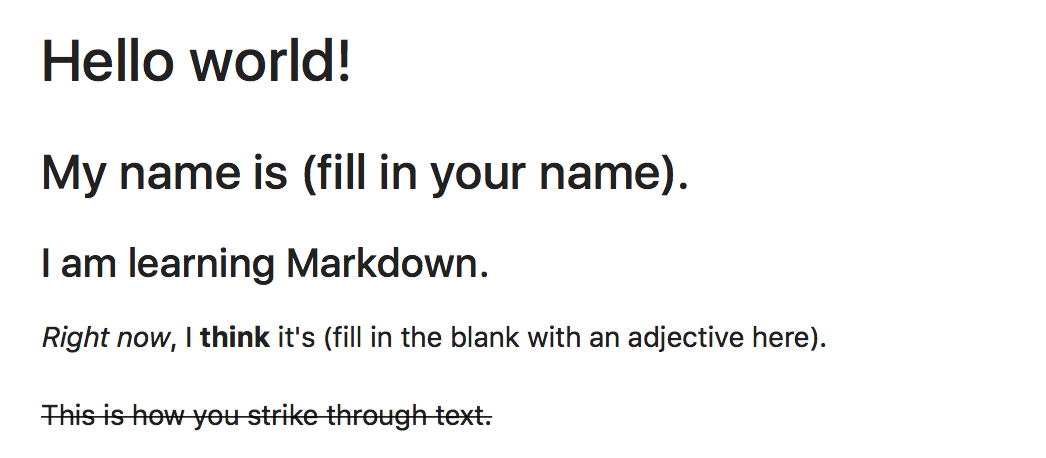 Hello world!
My name is (fill in your name).
I am learning Markdown.
Right now, I think it's (fill in the blank with an adjective here).
This is how you strike through text.